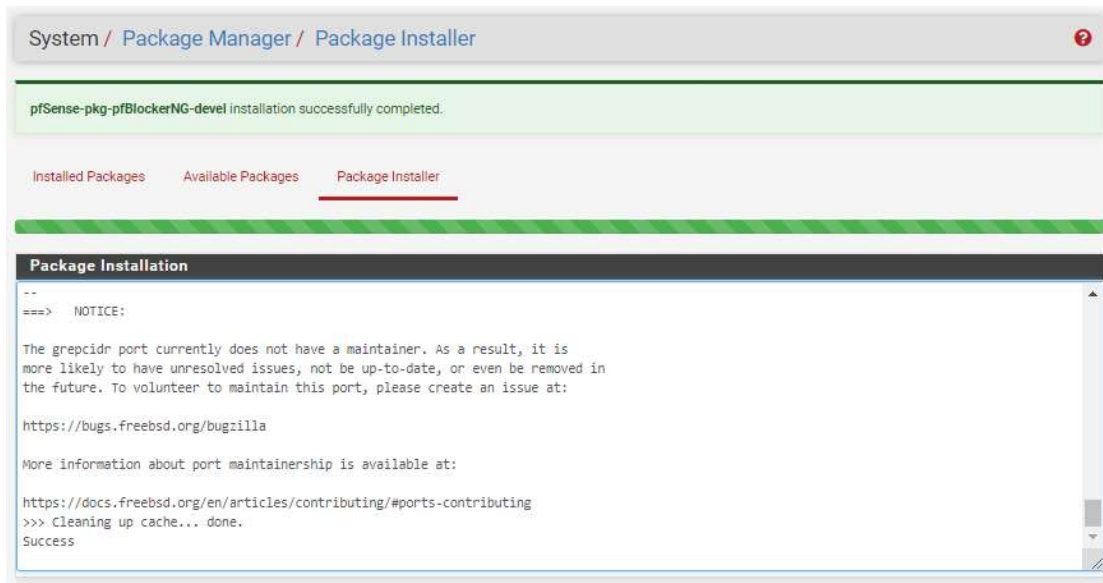 System / Package Manager / Package Installer
pfSense-pkg-pfBlockerNG-devel installation successfully completed.
Installed Packages Available Packages Package Installer
Package Installation
--
===>   NOTICE:
The grepcidr port currently does not have a maintainer. As a result, it is
more likely to have unresolved issues, not be up-to-date, or even be removed in
the future. To volunteer to maintain this port, please create an issue at:
https://bugs.freebsd.org/bugzilla
More information about port maintainership is available at:
https://docs.freebsd.org/en/articles/contributing/#ports-contributing
>>> Cleaning up cache... done.
Success